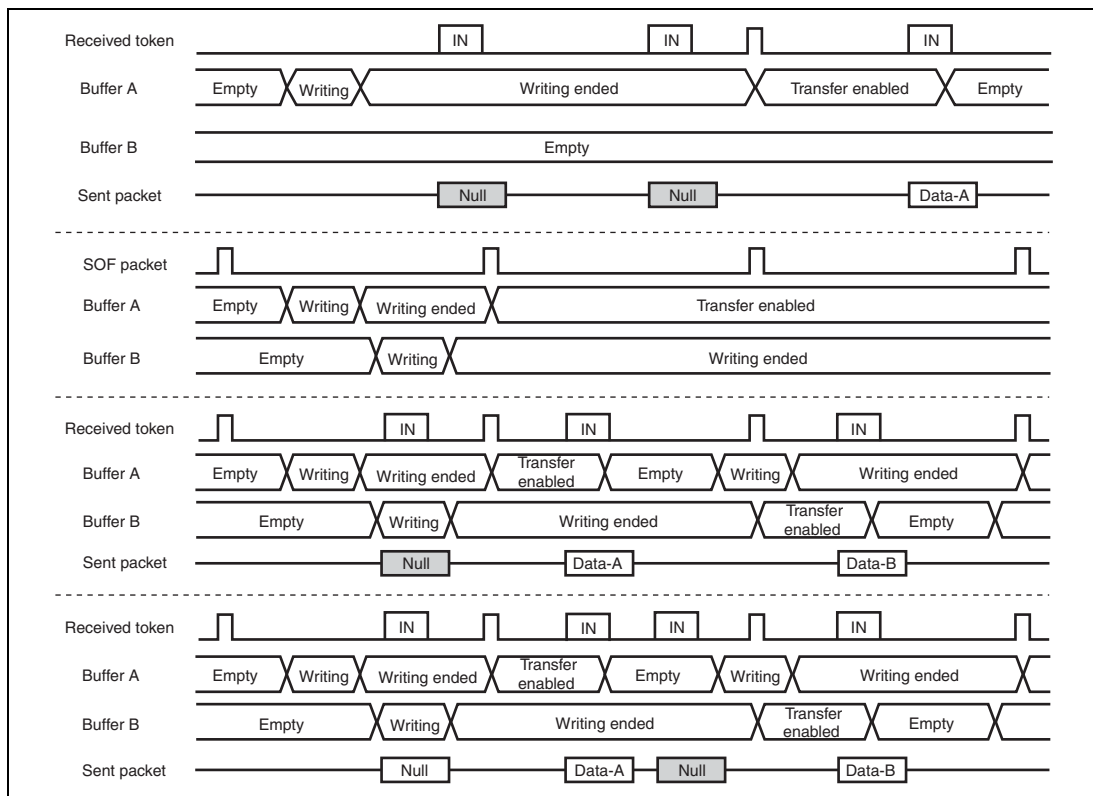 Received token IN IN IN
Buffer A Empty Writing Writing ended Transfer enabled Empty
Buffer B Empty
Sent packet Null Null Data-A
SOF packet
Buffer A Empty Writing Writing ended Transfer enabled
Buffer B Empty Writing Writing ended
Received token IN IN IN
Buffer A Empty Writing Writing ended Transfer enabled Empty Writing Writing ended
Buffer B Empty Writing Writing ended Transfer enabled Empty
Sent packet Null Data-A Data-B
Received token IN IN IN IN
Buffer A Empty Writing Writing ended Transfer enabled Empty Writing Writing ended
Buffer B Empty Writing Writing ended Transfer enabled Empty
Sent packet Null Data-A Null Data-B